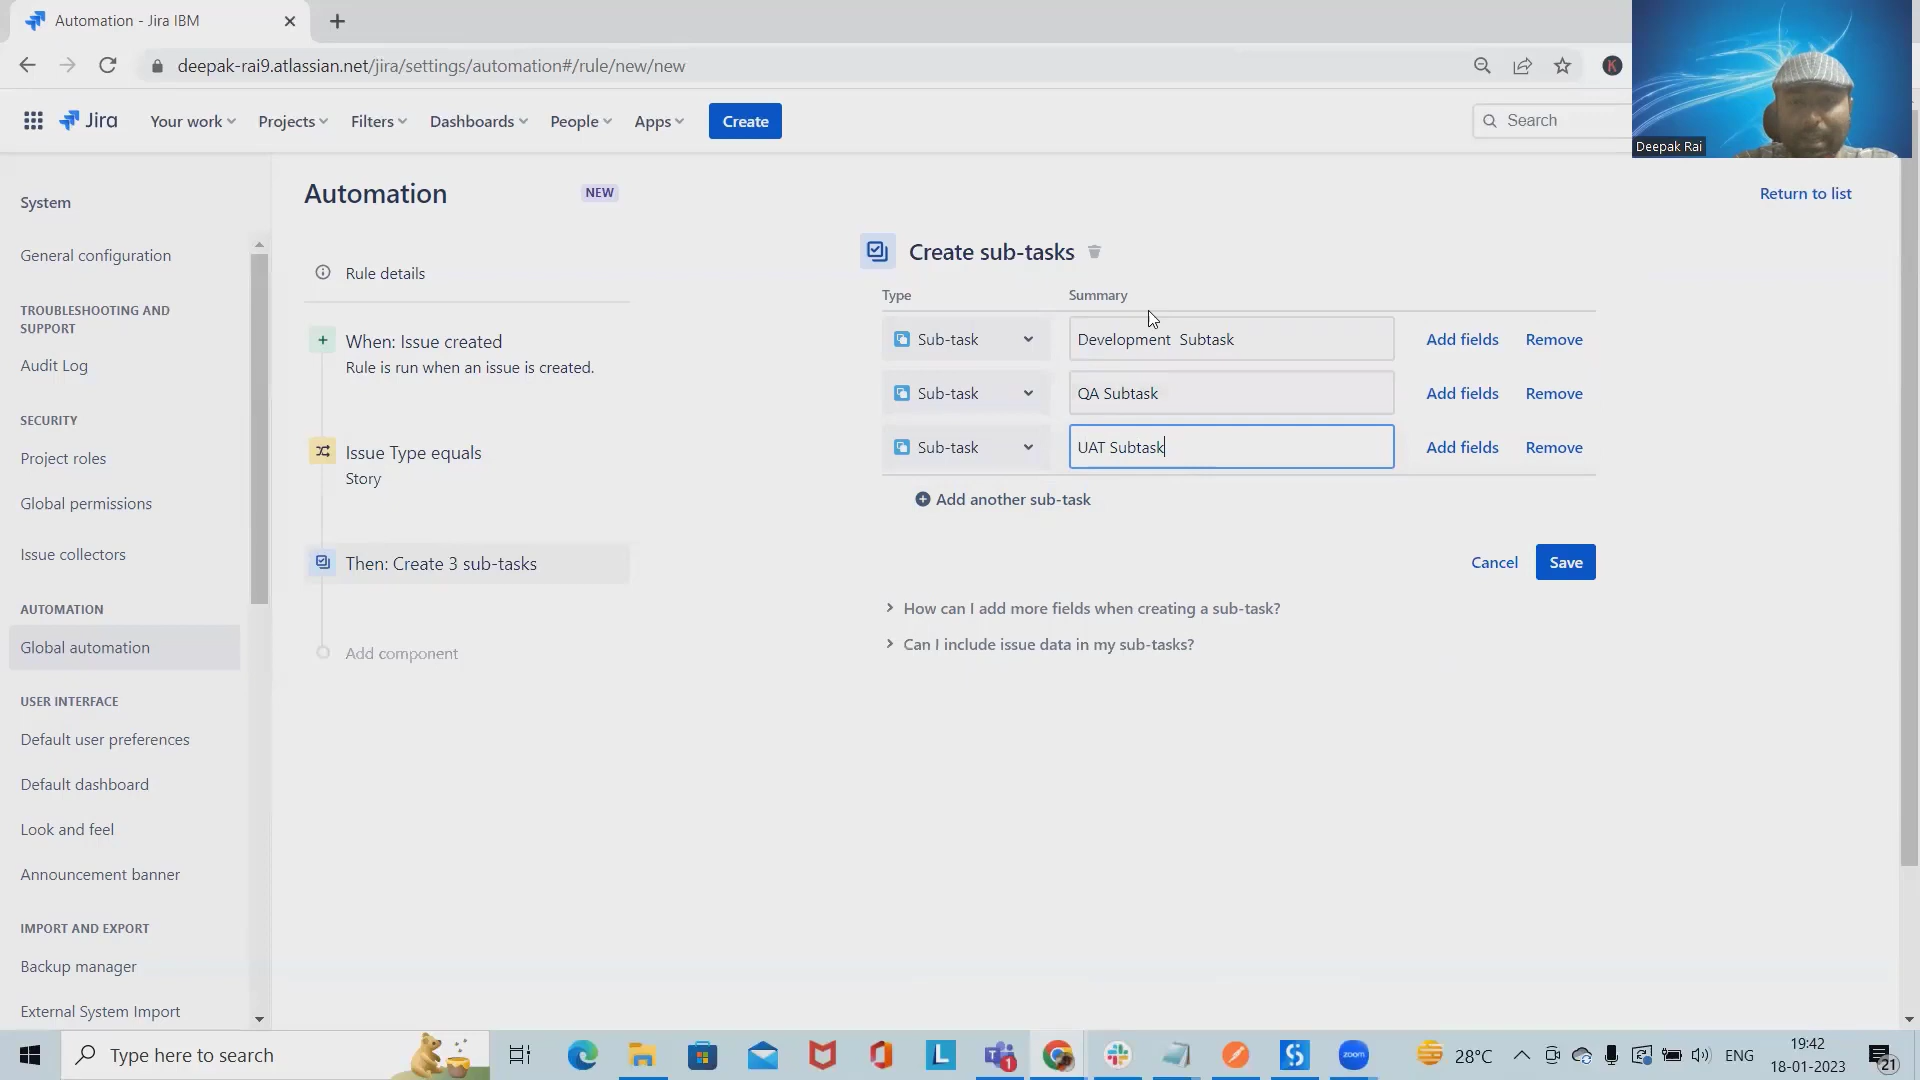 Automation - Jira IBM
deepak-rai9.atlassian.net/jira/settings/automation#/rule/new/new
K
Deepak Rai
Jira
Your work
Projects
Filters
Dashboards
People
Apps
Create
Search
System
General configuration
TROUBLESHOOTING AND
SUPPORT
Audit Log
SECURITY
Project roles
Global permissions
Issue collectors
AUTOMATION
Global automation
USER INTERFACE
Default user preferences
Default dashboard
Look and feel
Announcement banner
IMPORT AND EXPORT
Backup manager
External System Import
Automation
NEW
Return to list
Rule details
When: Issue created
Rule is run when an issue is created.
Issue Type equals
Story
Then: Create 3 sub-tasks
Add component
Create sub-tasks
Type Summary
Sub-task Development  Subtask Add fields Remove
Sub-task QA Subtask Add fields Remove
Sub-task UAT Subtask Add fields Remove
Add another sub-task
Cancel Save
How can I add more fields when creating a sub-task?
Can I include issue data in my sub-tasks?
Type here to search
L
1
zoom
28°C
ENG
19:42
18-01-2023
21